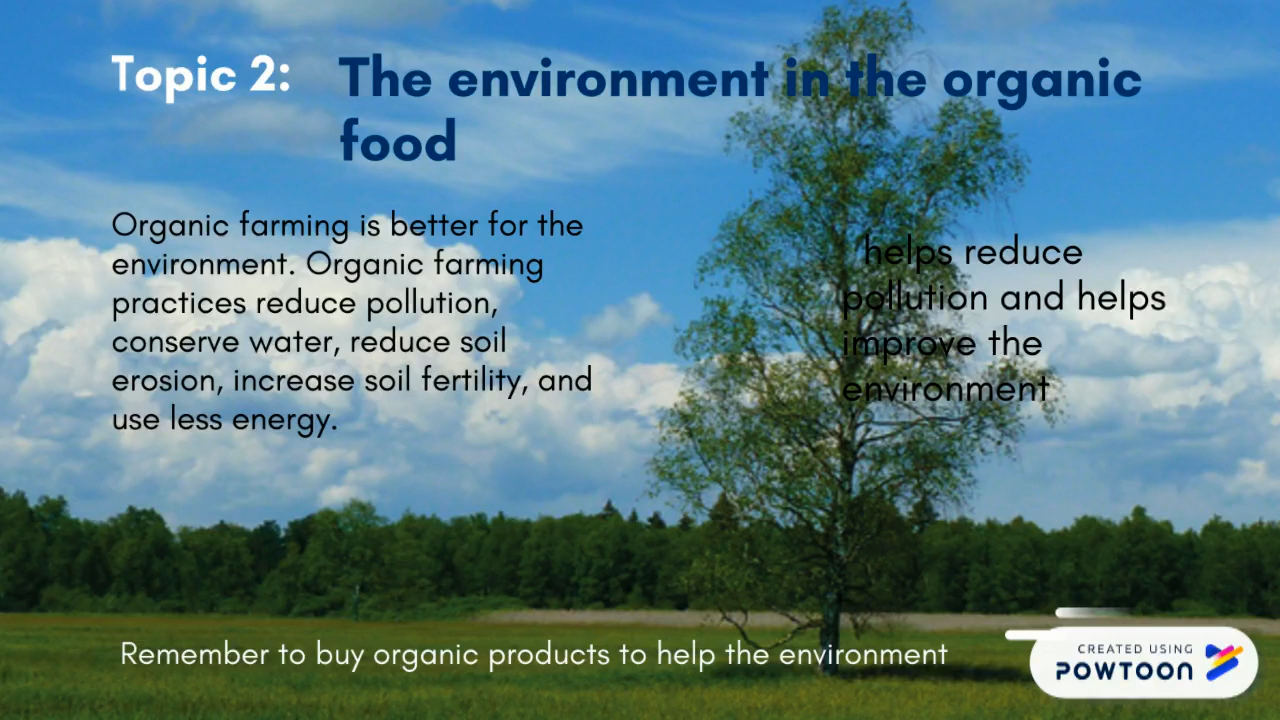 Topic 2:
The environment in the organic
food
Organic farming is better for the
environment. Organic farming
practices reduce pollution,
conserve water, reduce soil
erosion, increase soil fertility, and
use less energy.
helps reduce
pollution and helps
improve the
environment
Remember to buy organic products to help the environment
CREATED USING
POWTOON